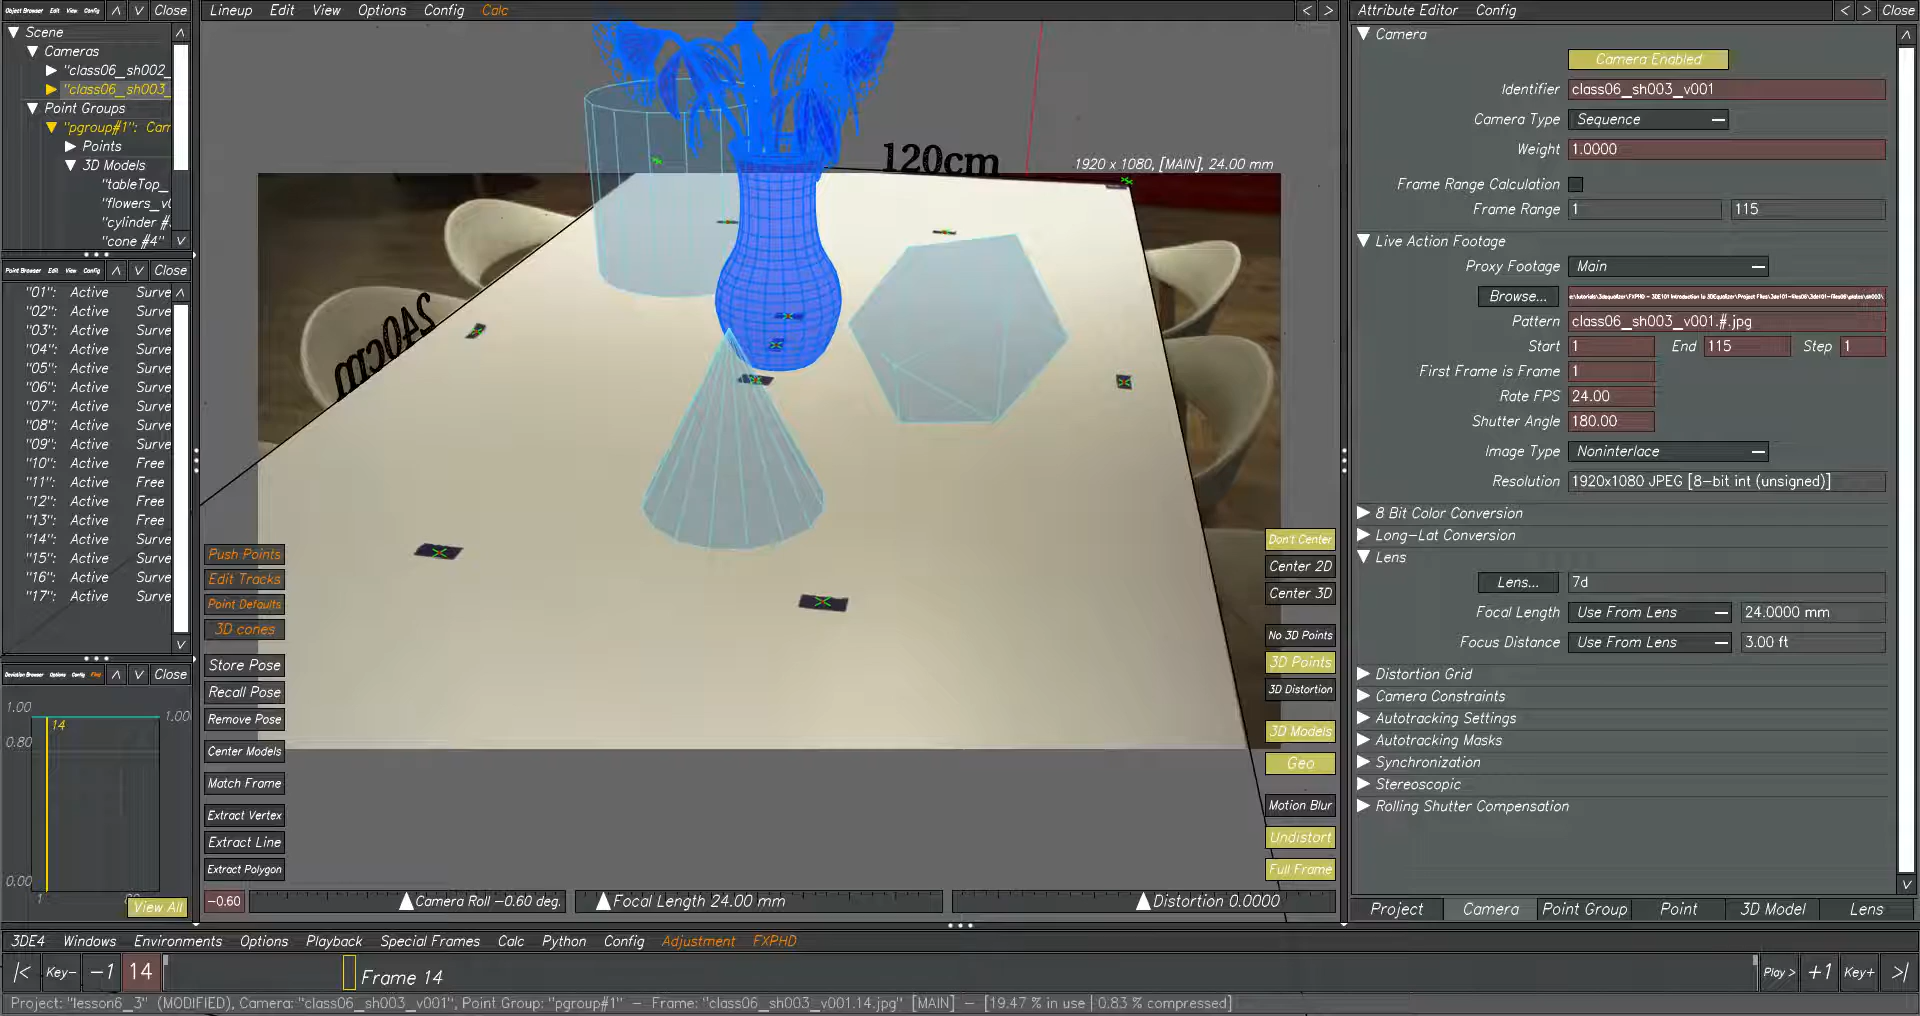 Object Browser Edit View Config Close
Scene
Cameras
"class06_sh002_
"class06_sh003_
Point Groups
"pgroup#1": Cam
Points
3D Models
"tableTop_
"flowers_v0
"cylinder #
"cone #4"
Point Browser Edit View Config Close
"01": Active Surve
"02": Active Surve
"03": Active Surve
"04": Active Surve
"05": Active Surve
"06": Active Surve
"07": Active Surve
"08": Active Surve
"09": Active Surve
"10": Active Free
"11": Active Free
"12": Active Free
"13": Active Free
"14": Active Surve
"15": Active Surve
"16": Active Surve
"17": Active Surve
Deviation Browser Options Config Close
1.00
14
1.00
0.80
0.00
1
View All
Lineup Edit View Options Config Calc < >
120cm
1920 x 1080, [MAIN], 24.00 mm
240cm
Push Points
Edit Tracks
Point Defaults
3D cones
Store Pose
Recall Pose
Remove Pose
Center Models
Match Frame
Extract Vertex
Extract Line
Extract Polygon
Don't Center
Center 2D
Center 3D
No 3D Points
3D Points
3D Distortion
3D Models
Geo
Motion Blur
Undistort
Full Frame
-0.60 Camera Roll -0.60 deg. Focal Length 24.00 mm Distortion 0.0000
Attribute Editor Config < > Close
Camera
Camera Enabled
Identifier class06_sh003_v001
Camera Type Sequence
Weight 1.0000
Frame Range Calculation
Frame Range 1 115
Live Action Footage
Proxy Footage Main
Browse...
Pattern class06_sh003_v001.#.jpg
Start 1 End 115 Step 1
First Frame is Frame 1
Rate FPS 24.00
Shutter Angle 180.00
Image Type Noninterlace
Resolution 1920x1080 JPEG [8-bit int (unsigned)]
8 Bit Color Conversion
Long-Lat Conversion
Lens
Lens... 7d
Focal Length Use From Lens 24.0000 mm
Focus Distance Use From Lens 3.00 ft
Distortion Grid
Camera Constraints
Autotracking Settings
Autotracking Masks
Synchronization
Stereoscopic
Rolling Shutter Compensation
Project Camera Point Group Point 3D Model Lens
3DE4 Windows Environments Options Playback Special Frames Calc Python Config Adjustment FXPHD
|< Key- -1 14 Frame 14 Play > +1 Key+ >|
Project: "lesson6_3" (MODIFIED), Camera: "class06_sh003_v001", Point Group: "pgroup#1" - Frame: "class06_sh003_v001.14.jpg" [MAIN] - [19.47 % in use | 0.83 % compressed]